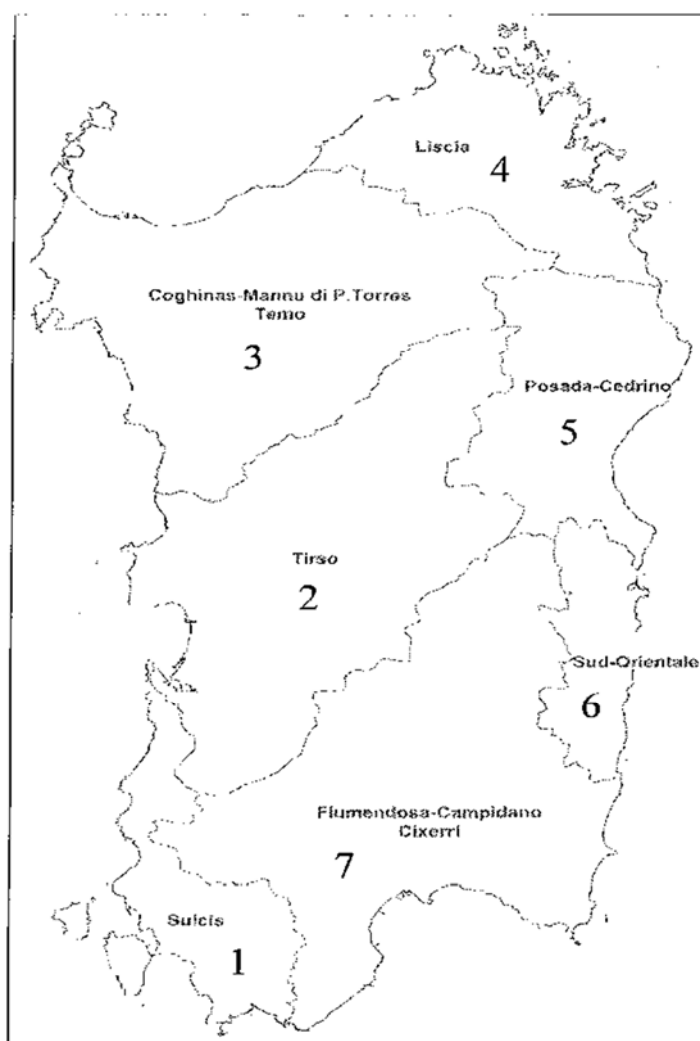 Liscia
4
Coghinas-Mannu di P.Torres
Temo
3
Posada-Cedrino
5
Tirso
2
Sud-Orientale
6
Flumendosa-Campidano
Cixerri
7
Sulcis
1